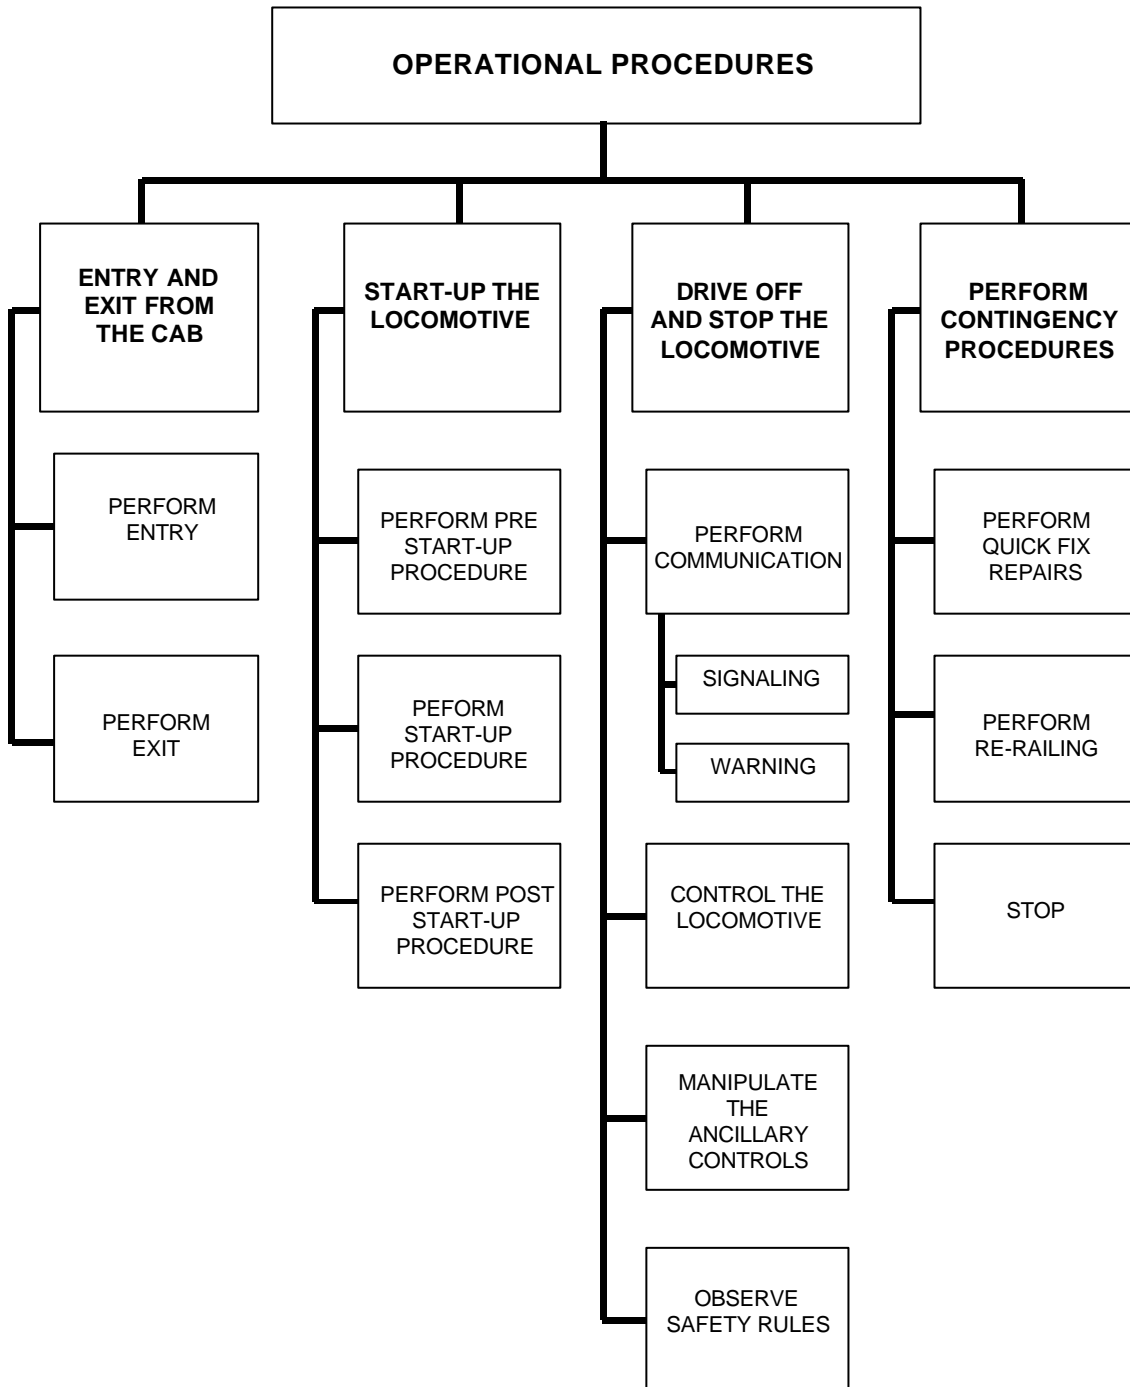 OPERATIONAL PROCEDURES
ENTRY AND
EXIT FROM
THE CAB
PERFORM
ENTRY
PERFORM
EXIT
START-UP THE
LOCOMOTIVE
PERFORM PRE
START-UP
PROCEDURE
PEFORM
START-UP
PROCEDURE
PERFORM POST
START-UP
PROCEDURE
DRIVE OFF
AND STOP THE
LOCOMOTIVE
PERFORM
COMMUNICATION
SIGNALING
WARNING
CONTROL THE
LOCOMOTIVE
MANIPULATE
THE
ANCILLARY
CONTROLS
OBSERVE
SAFETY RULES
PERFORM
CONTINGENCY
PROCEDURES
PERFORM
QUICK FIX
REPAIRS
PERFORM
RE-RAILING
STOP